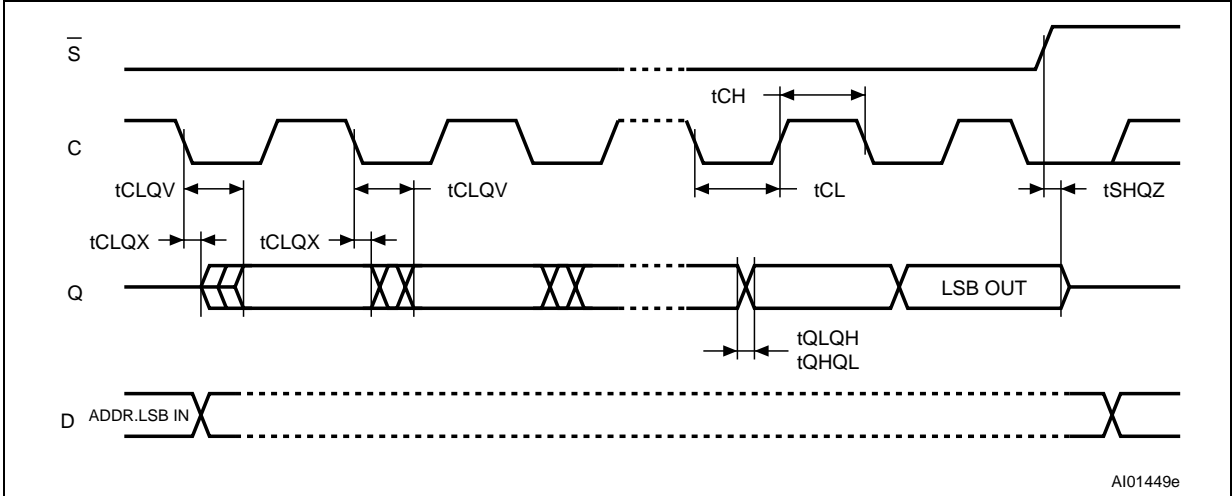 S
tCH
C
tCLQV
tCLQV
tCL
tSHQZ
tCLQX
tCLQX
Q
LSB OUT
tQLQH
tQHQL
D
ADDR.LSB IN
AI01449e